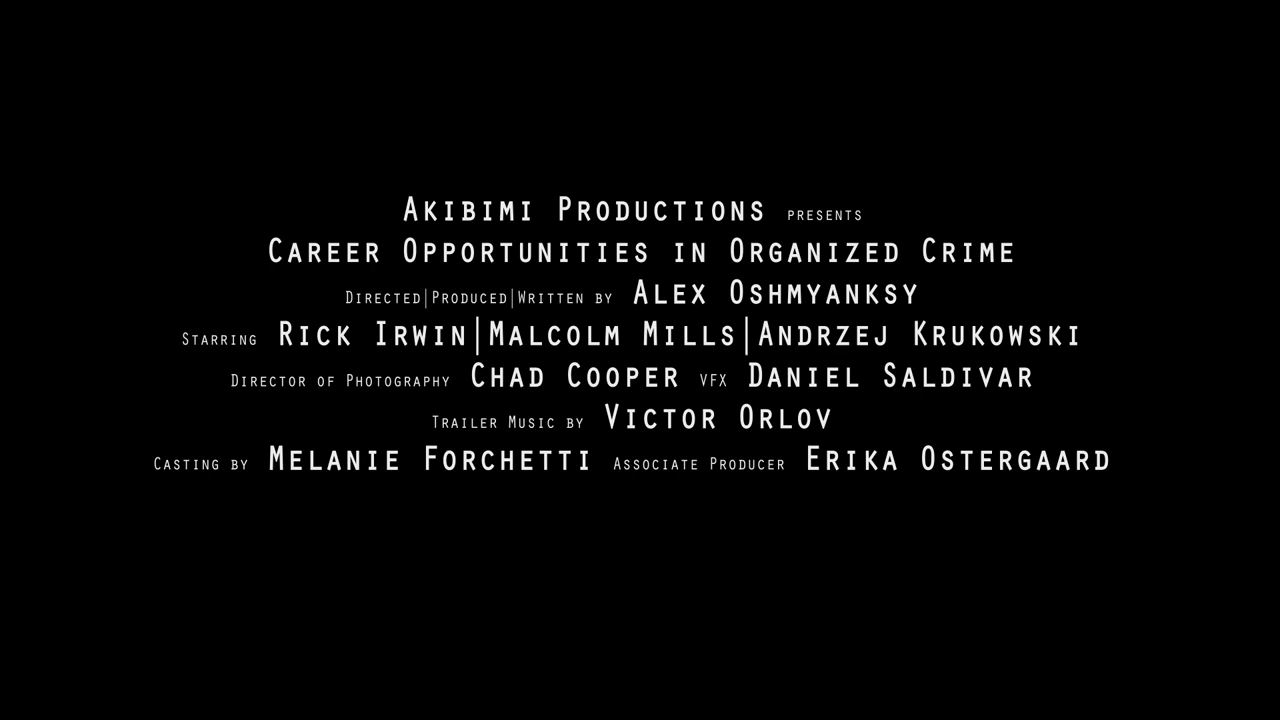 Akibimi Productions presents
Career Opportunities in Organized Crime
Directed|Produced|Written by Alex Oshmyanksy
Starring Rick Irwin|Malcolm Mills|Andrzej Krukowski
Director of Photography Chad Cooper VFX Daniel Saldivar
Trailer Music by Victor Orlov
Casting by Melanie Forchetti Associate Producer Erika Ostergaard